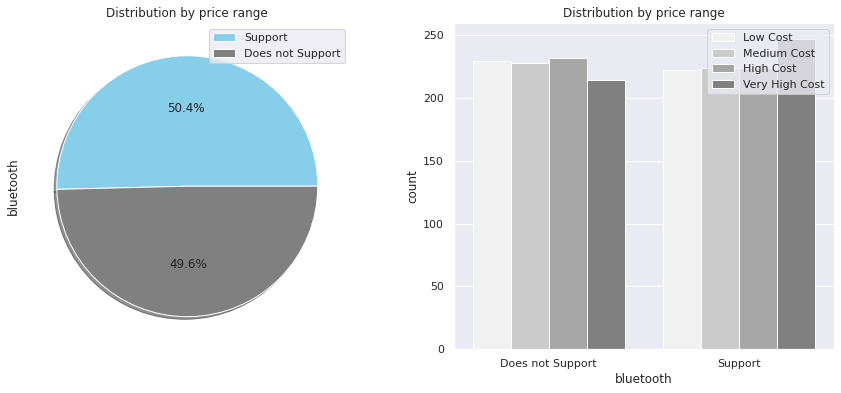 Distribution by price range
Support
Does not Support
50.4%
49.6%
bluetooth
Distribution by price range
Low Cost
Medium Cost
High Cost
Very High Cost
250
200
150
100
50
0
count
Does not Support
Support
bluetooth